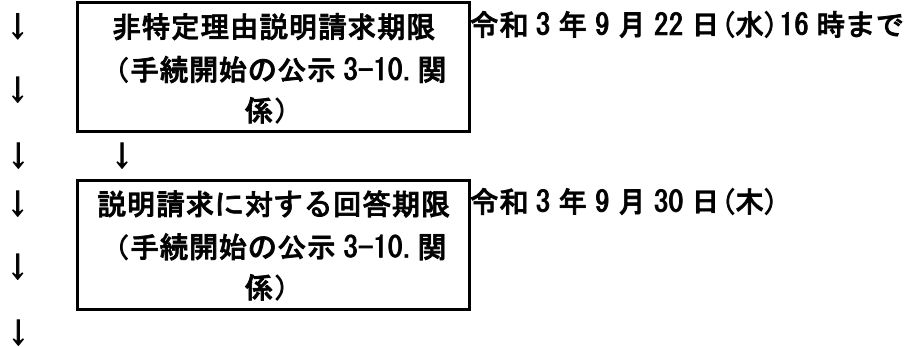 ↓ 非特定理由説明請求期限 令和3年9月22日(水)16時まで
↓ (手続開始の公示3-10.関
係)
↓ ↓
↓ 説明請求に対する回答期限 令和3年9月30日(木)
↓ (手続開始の公示3-10.関
係)
↓